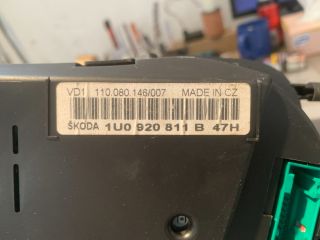 VD1 110.080.146/007 MADE IN CZ
ŠKODA 1U0 920 811 B 47H